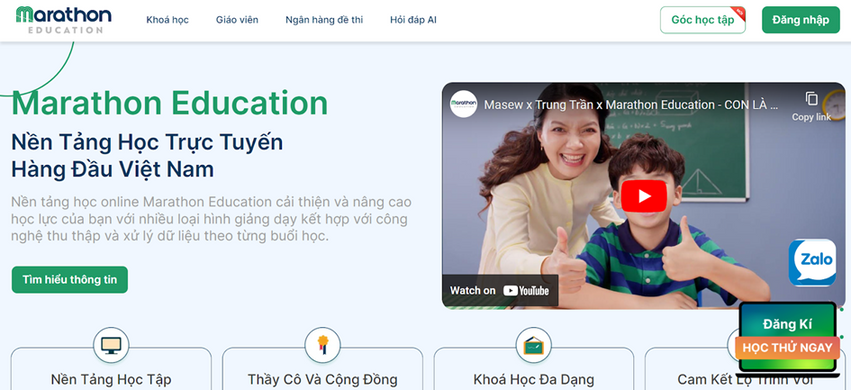 marathon
EDUCATION
Khoá học
Giáo viên
Ngân hàng đề thi
Hỏi đáp AI
Góc học tập
Đăng nhập
Marathon Education
Nền Tảng Học Trực Tuyến
Hàng Đầu Việt Nam
Nền tảng học online Marathon Education cải thiện và nâng cao
học lực của bạn với nhiều loại hình giảng dạy kết hợp với công
nghệ thu thập và xử lý dữ liệu theo từng buổi học.
Tìm hiểu thông tin
marathon
Masew x Trung Trần x Marathon Education - CON LÀ ...
Copy link
Watch on YouTube
Zalo
Đăng Kí
HỌC THỬ NGAY
Nền Tảng Học Tập
Thầy Cô Và Cộng Đồng
Khoá Học Đa Dạng
Cam Kết Lộ Trình Với